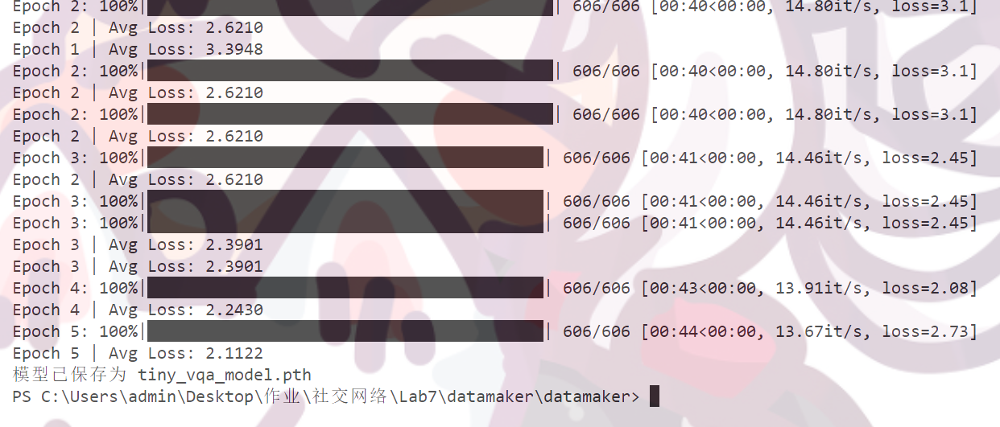 Epoch 2: 100%| | 606/606 [00:40<00:00, 14.80it/s, loss=3.1]
Epoch 2 | Avg Loss: 2.6210
Epoch 1 | Avg Loss: 3.3948
Epoch 2: 100%| | 606/606 [00:40<00:00, 14.80it/s, loss=3.1]
Epoch 2 | Avg Loss: 2.6210
Epoch 2: 100%| | 606/606 [00:40<00:00, 14.80it/s, loss=3.1]
Epoch 2 | Avg Loss: 2.6210
Epoch 3: 100%| | 606/606 [00:41<00:00, 14.46it/s, loss=2.45]
Epoch 2 | Avg Loss: 2.6210
Epoch 3: 100%| | 606/606 [00:41<00:00, 14.46it/s, loss=2.45]
Epoch 3: 100%| | 606/606 [00:41<00:00, 14.46it/s, loss=2.45]
Epoch 3 | Avg Loss: 2.3901
Epoch 3 | Avg Loss: 2.3901
Epoch 4: 100%| | 606/606 [00:43<00:00, 13.91it/s, loss=2.08]
Epoch 4 | Avg Loss: 2.2430
Epoch 5: 100%| | 606/606 [00:44<00:00, 13.67it/s, loss=2.73]
Epoch 5 | Avg Loss: 2.1122
模型已保存为 tiny_vqa_model.pth
PS C:\Users\admin\Desktop\作业\社交网络\Lab7\datamaker\datamaker>